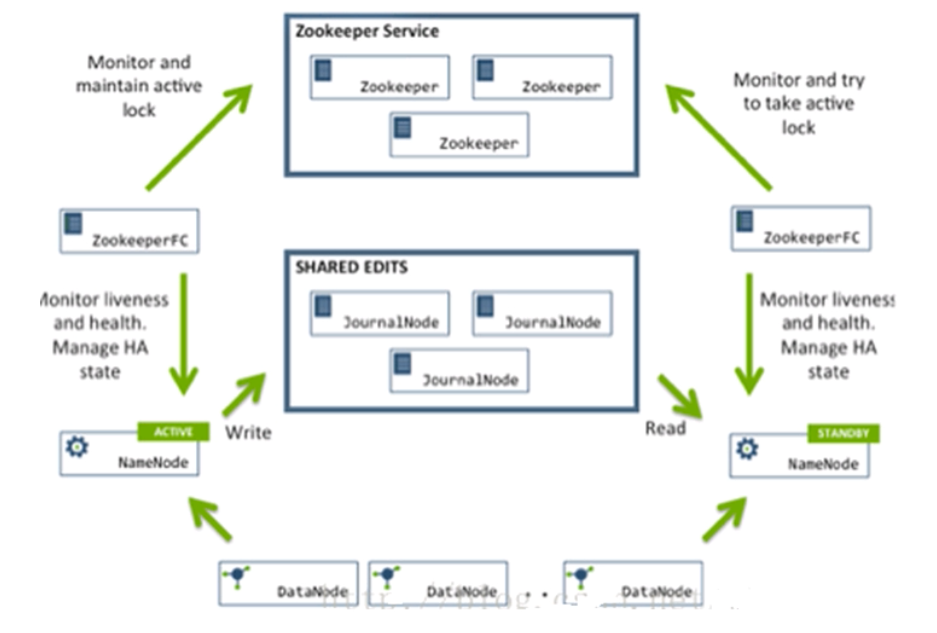 Zookeeper Service
Zookeeper
Zookeeper
Zookeeper
Monitor and
maintain active
lock
Monitor and try
to take active
lock
ZookeeperFC
ZookeeperFC
SHARED EDITS
JournalNode
JournalNode
JournalNode
Monitor liveness
and health.
Manage HA
state
Monitor liveness
and health.
Manage HA
state
Write
Read
ACTIVE
NameNode
STANDBY
NameNode
DataNode
DataNode
..
DataNode